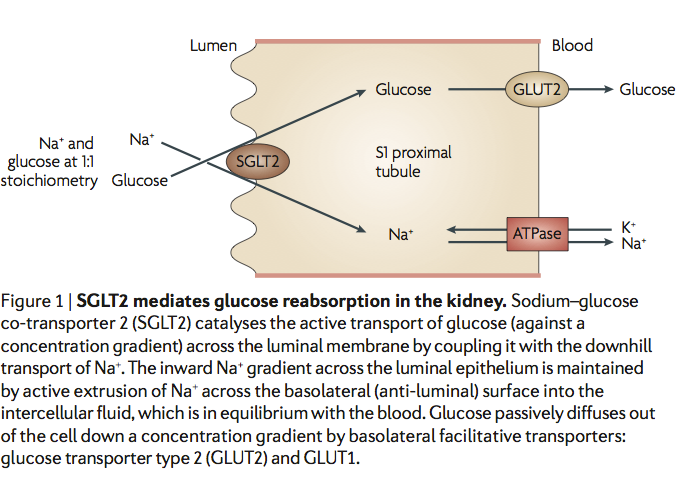 Lumen
Blood
Glucose
GLUT2
Glucose
Na⁺ and
glucose at 1:1
stoichiometry
Na⁺
Glucose
SGLT2
S1 proximal
tubule
Na⁺
ATPase
K⁺
Na⁺
Figure 1 | SGLT2 mediates glucose reabsorption in the kidney. Sodium–glucose
co-transporter 2 (SGLT2) catalyses the active transport of glucose (against a
concentration gradient) across the luminal membrane by coupling it with the downhill
transport of Na⁺. The inward Na⁺ gradient across the luminal epithelium is maintained
by active extrusion of Na⁺ across the basolateral (anti-luminal) surface into the
intercellular fluid, which is in equilibrium with the blood. Glucose passively diffuses out
of the cell down a concentration gradient by basolateral facilitative transporters:
glucose transporter type 2 (GLUT2) and GLUT1.